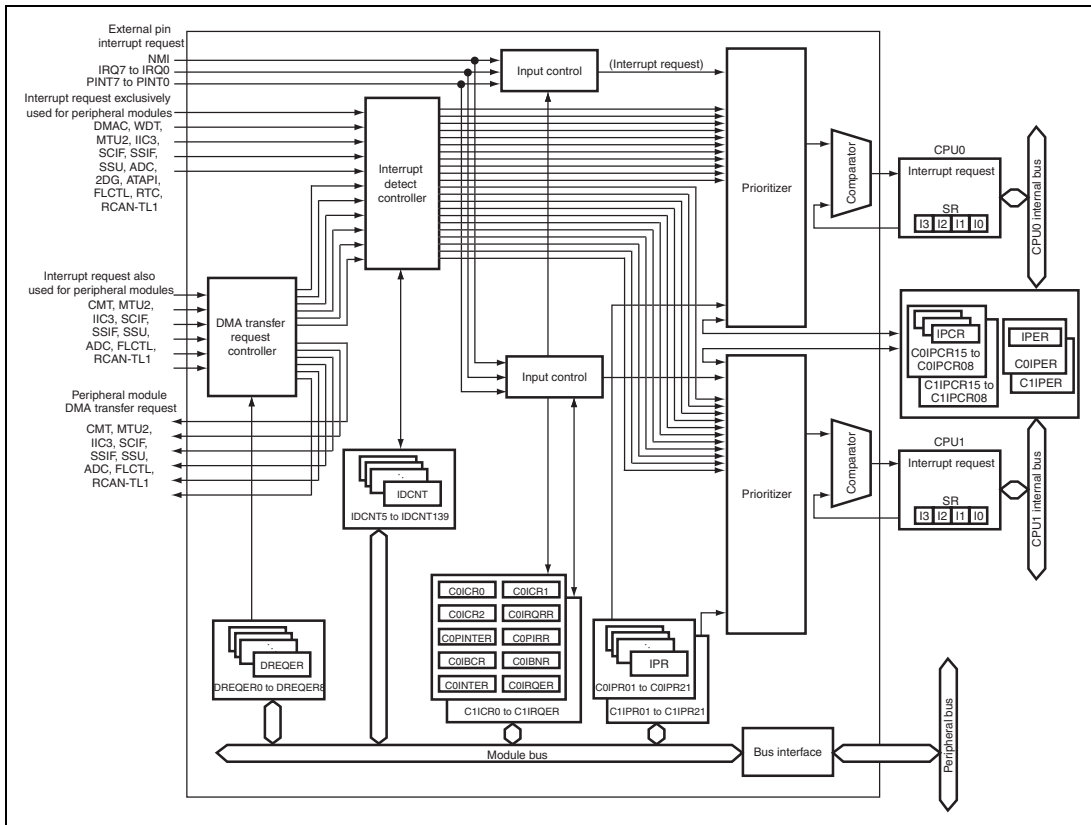 External pin
interrupt request
NMI
IRQ7 to IRQ0
PINT7 to PINT0
Interrupt request exclusively
used for peripheral modules
DMAC, WDT,
MTU2, IIC3,
SCIF, SSIF,
SSU, ADC,
2DG, ATAPI,
FLCTL, RTC,
RCAN-TL1
Interrupt request also
used for peripheral modules
CMT, MTU2,
IIC3, SCIF,
SSIF, SSU,
ADC, FLCTL,
RCAN-TL1
Peripheral module
DMA transfer request
CMT, MTU2,
IIC3, SCIF,
SSIF, SSU,
ADC, FLCTL,
RCAN-TL1
DMA transfer
request
controller
Interrupt
detect
controller
Input control
(Interrupt request)
Input control
Prioritizer
Prioritizer
Comparator
Comparator
CPU0
Interrupt request
SR
I3 I2 I1 I0
CPU0 internal bus
IPCR
C0IPCR15 to
C0IPCR08
C1IPCR15 to
C1IPCR08
IPER
C0IPER
C1IPER
CPU1
Interrupt request
SR
I3 I2 I1 I0
CPU1 internal bus
IDCNT
IDCNT5 to IDCNT139
DREQER
DREQER0 to DREQER8
C0ICR0 C0ICR1
C0ICR2 C0IRQRR
C0PINTER C0PIRR
C0IBCR C0IBNR
C0INTER C0IRQER
C1ICR0 to C1IRQER
IPR
C0IPR01 to C0IPR21
C1IPR01 to C1IPR21
Module bus
Bus interface
Peripheral bus